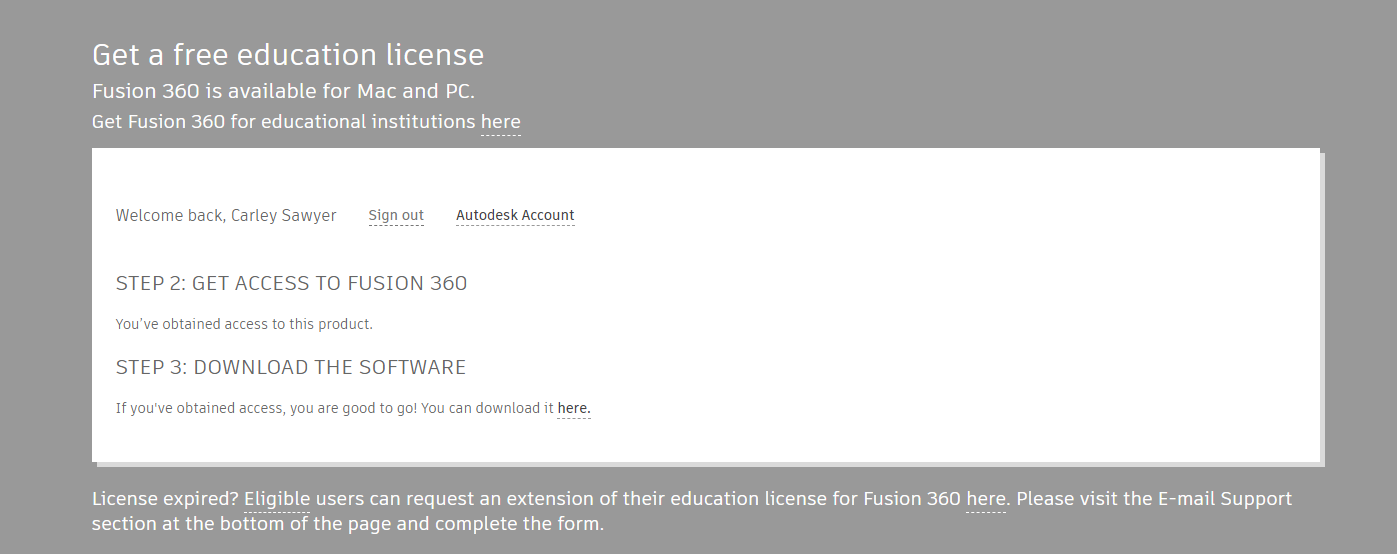 Get a free education license
Fusion 360 is available for Mac and PC.
Get Fusion 360 for educational institutions here
Welcome back, Carley Sawyer Sign out Autodesk Account
STEP 2: GET ACCESS TO FUSION 360
You've obtained access to this product.
STEP 3: DOWNLOAD THE SOFTWARE
If you've obtained access, you are good to go! You can download it here.
License expired? Eligible users can request an extension of their education license for Fusion 360 here. Please visit the E-mail Support
section at the bottom of the page and complete the form.